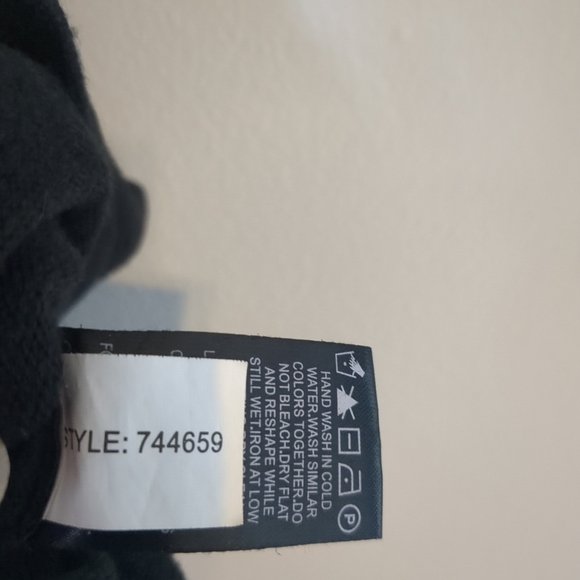 STYLE: 744659
HAND WASH IN COLD
WATER.WASH SIMILAR
COLORS TOGETHER.DO
NOT BLEACH.DRY FLAT
AND RESHAPE WHILE
STILL WET.IRON AT LOW
P